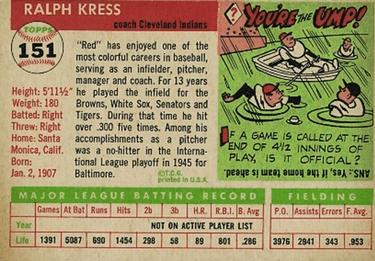 RALPH KRESS
coach Cleveland Indians
TOPPS
151
Height: 5'11½"
Weight: 180
Batted: Right
Threw: Right
Home: Santa
Monica, Calif.
Born:
Jan. 2, 1907
"Red" has enjoyed one of the
most colorful careers in baseball,
serving as an infielder, pitcher,
manager and coach. For 13 years
he played the infield for the
Browns, White Sox, Senators and
Tigers. During that time he hit
over .300 five times. Among his
accomplishments as a pitcher
was a no-hitter in the Inter-
national League playoff in 1945 for
Baltimore.
©T.C.G. printed in U.S.A.
YOU'RE THE UMP!
IF A GAME IS CALLED AT THE
END OF 4½ INNINGS OF
PLAY, IS IT OFFICIAL?
ANS. Yes, if the home team is ahead.
MAJOR LEAGUE BATTING RECORD
FIELDING
Games At Bat Runs Hits 2b 3b H.R. R.B.I. B. Avg
P.O. Assists Errors F. Avg
Year NOT ON ACTIVE PLAYER LIST
Life 1391 5087 690 1454 298 58 89 801 .286
3976 2941 343 .953